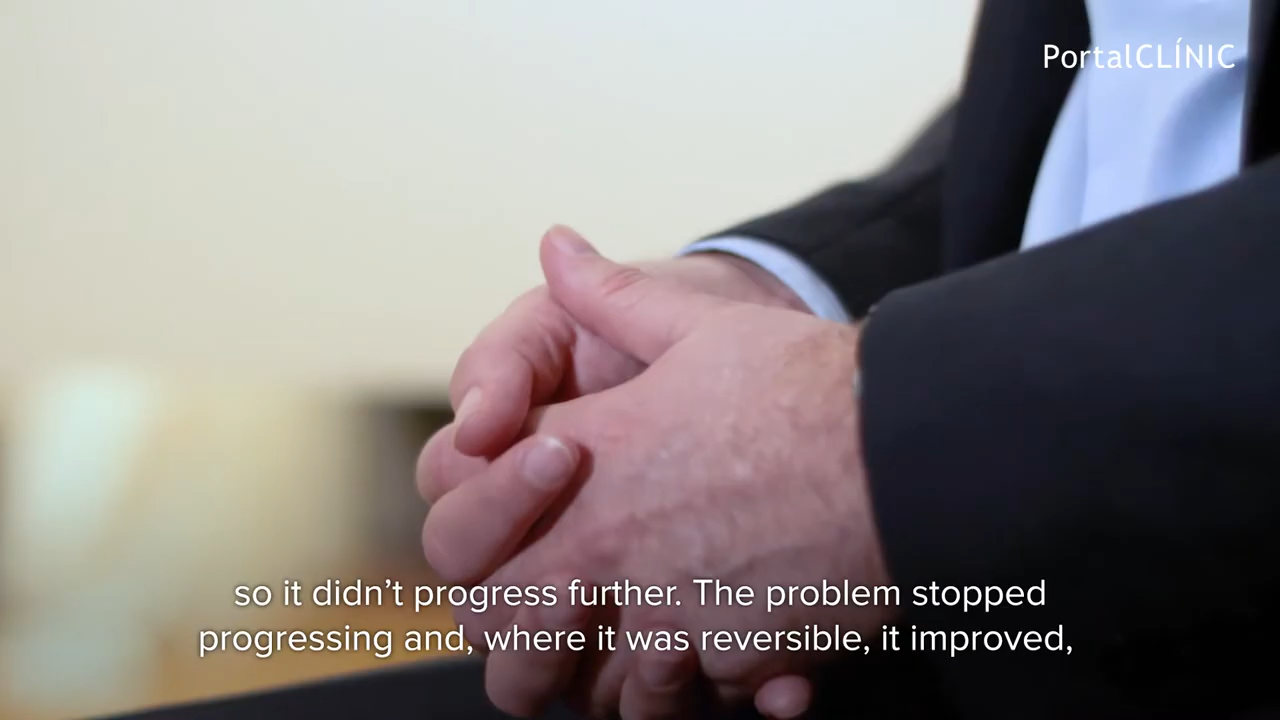 PortalCLÍNIC
so it didn’t progress further. The problem stopped
progressing and, where it was reversible, it improved,